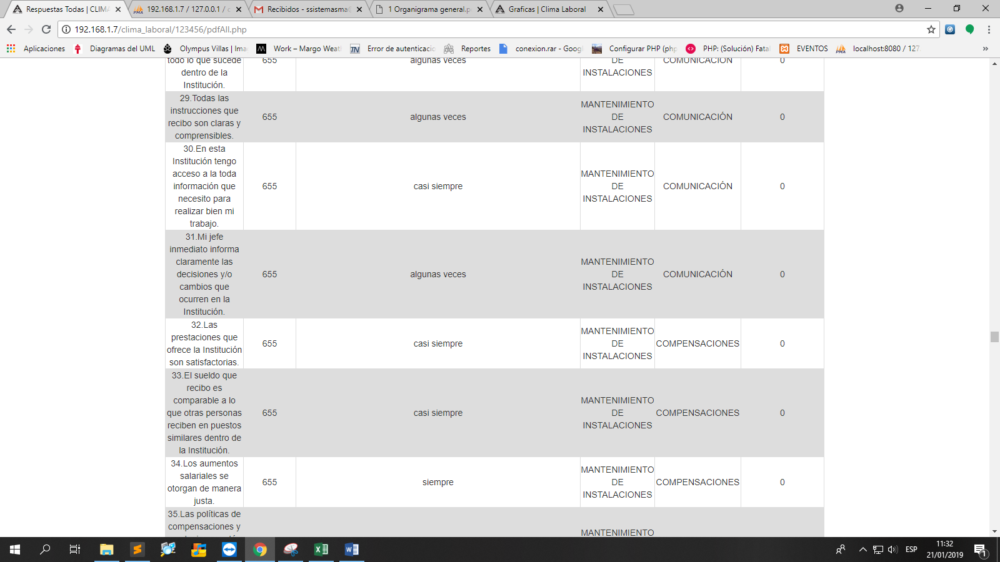 Respuestas Todas | CLIMA
192.168.1.7 / 127.0.0.1 / c
Recibidos - ssistemasma
1 Organigrama general.p
Graficas | Clima Laboral
192.168.1.7/clima_laboral/123456/pdfAll.php
Aplicaciones
Diagramas del UML
Olympus Villas | Ima
Work – Margo Weat
Error de autenticacio
Reportes
conexion.rar - Googl
Configurar PHP (php
PHP: (Solución) Fatal
EVENTOS
localhost:8080 / 127.
»
todo lo que sucede
dentro de la
Institución.
655
algunas veces
DE
INSTALACIONES
COMUNICACIÓN
0
29.Todas las
instrucciones que
recibo son claras y
comprensibles.
655
algunas veces
MANTENIMIENTO
DE
INSTALACIONES
COMUNICACIÓN
0
30.En esta
Institución tengo
acceso a la toda
información que
necesito para
realizar bien mi
trabajo.
655
casi siempre
MANTENIMIENTO
DE
INSTALACIONES
COMUNICACIÓN
0
31.Mi jefe
inmediato informa
claramente las
decisiones y/o
cambios que
ocurren en la
Institución.
655
algunas veces
MANTENIMIENTO
DE
INSTALACIONES
COMUNICACIÓN
0
32.Las
prestaciones que
ofrece la Institución
son satisfactorias.
655
casi siempre
MANTENIMIENTO
DE
INSTALACIONES
COMPENSACIONES
0
33.El sueldo que
recibo es
comparable a lo
que otras personas
reciben en puestos
similares dentro de
la Institución.
655
casi siempre
MANTENIMIENTO
DE
INSTALACIONES
COMPENSACIONES
0
34.Los aumentos
salariales se
otorgan de manera
justa.
655
siempre
MANTENIMIENTO
DE
INSTALACIONES
COMPENSACIONES
0
35.Las políticas de
compensaciones y
MANTENIMIENTO
ESP
11:32
21/01/2019
1